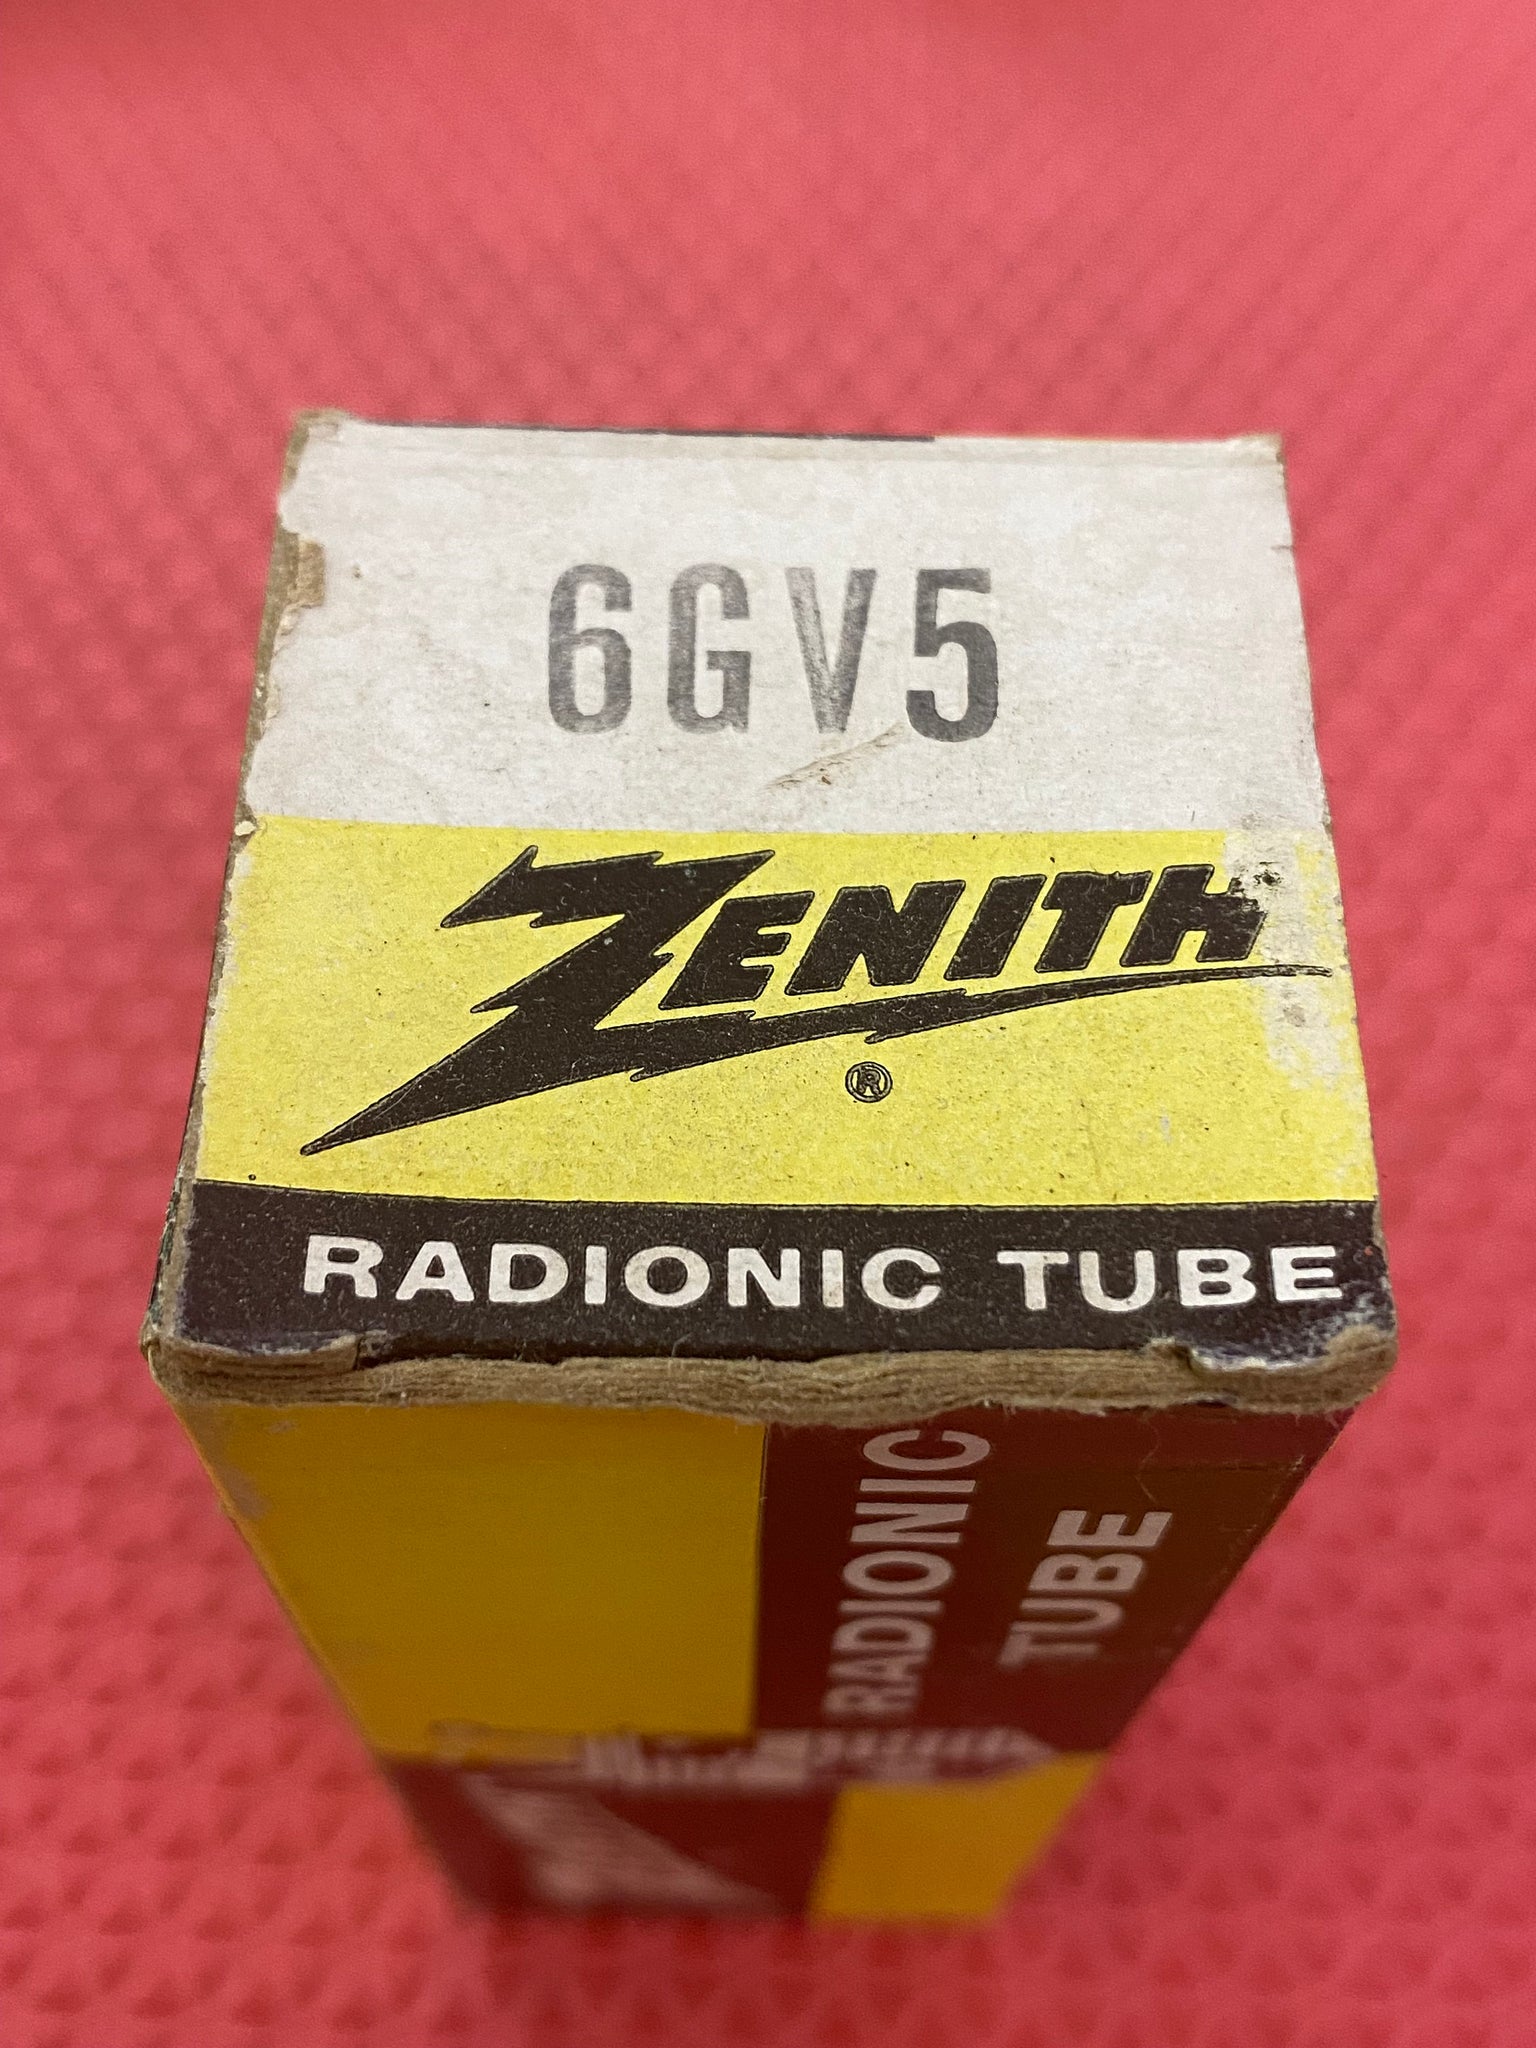 6GV5
ZENITH
®
RADIONIC TUBE
RADIONIC
TUBE